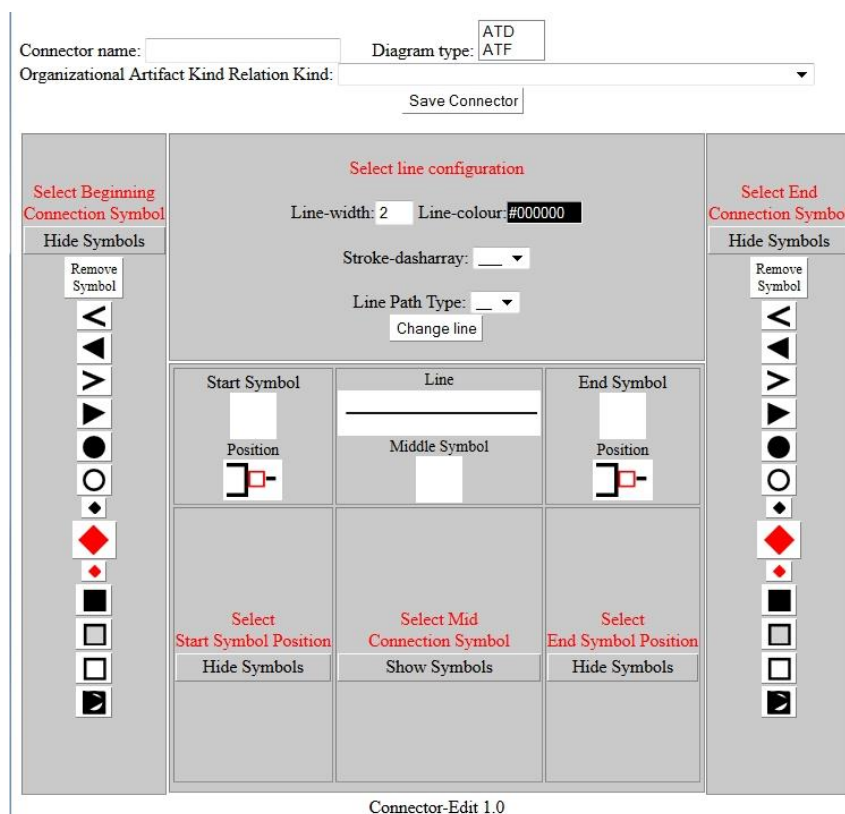 Connector name:
Diagram type:
ATD
ATF
Organizational Artifact Kind Relation Kind:
Save Connector
Select Beginning
Connection Symbol
Hide Symbols
Remove
Symbol
Select line configuration
Line-width: 2 Line-colour: #000000
Stroke-dasharray:
Line Path Type:
Change line
Start Symbol
Position
Line
Middle Symbol
End Symbol
Position
Select
Start Symbol Position
Hide Symbols
Select Mid
Connection Symbol
Show Symbols
Select
End Symbol Position
Hide Symbols
Select End
Connection Symbo
Hide Symbols
Remove
Symbol
Connector-Edit 1.0